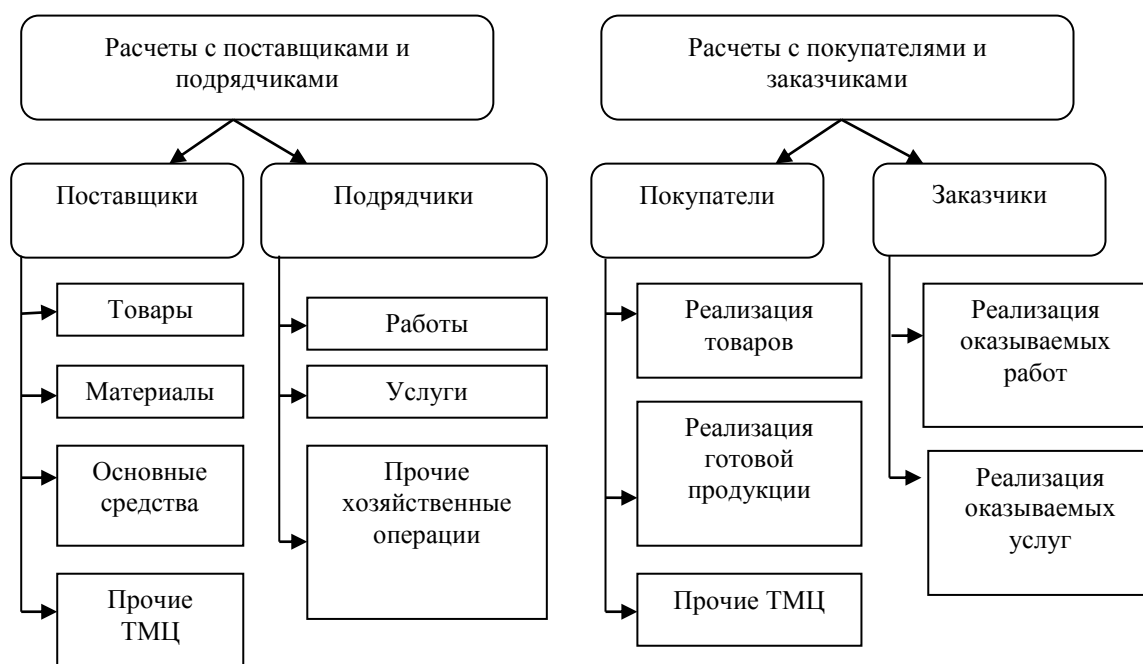 Расчеты с поставщиками и
подрядчиками
Расчеты с покупателями и
заказчиками
Поставщики
Подрядчики
Покупатели
Заказчики
Товары
Материалы
Основные
средства
Прочие
ТМЦ
Работы
Услуги
Прочие
хозяйственные
операции
Реализация
товаров
Реализация
готовой
продукции
Прочие ТМЦ
Реализация
оказываемых
работ
Реализация
оказываемых
услуг